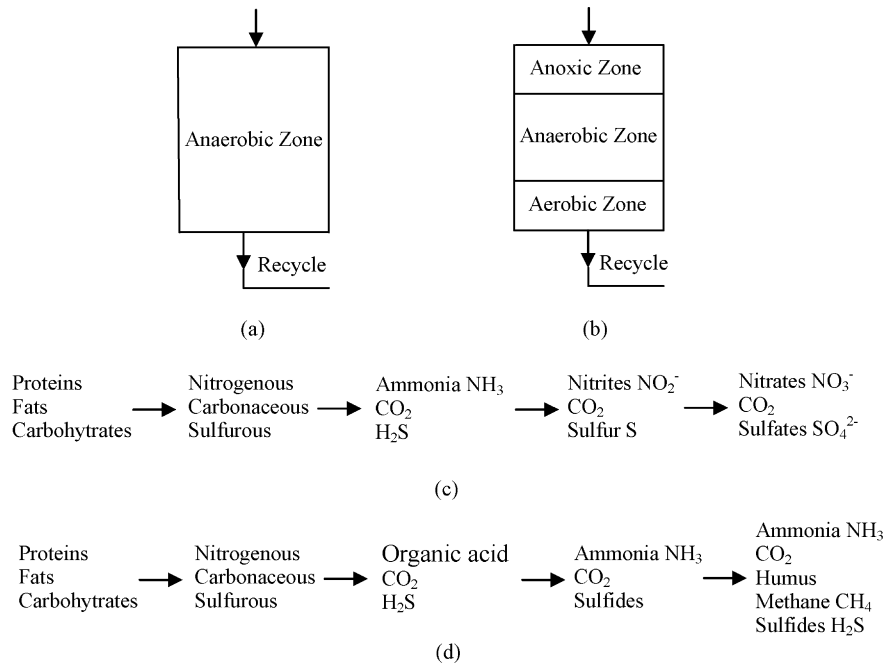 Anaerobic Zone
Recycle
(a)
Anoxic Zone
Anaerobic Zone
Aerobic Zone
Recycle
(b)
Proteins
Fats
Carbohytrates
Nitrogenous
Carbonaceous
Sulfurous
Ammonia NH₃
CO₂
H₂S
Nitrites NO₂⁻
CO₂
Sulfur S
Nitrates NO₃⁻
CO₂
Sulfates SO₄²⁻
(c)
Proteins
Fats
Carbohytrates
Nitrogenous
Carbonaceous
Sulfurous
Organic acid
CO₂
H₂S
Ammonia NH₃
CO₂
Sulfides
Ammonia NH₃
CO₂
Humus
Methane CH₄
Sulfides H₂S
(d)